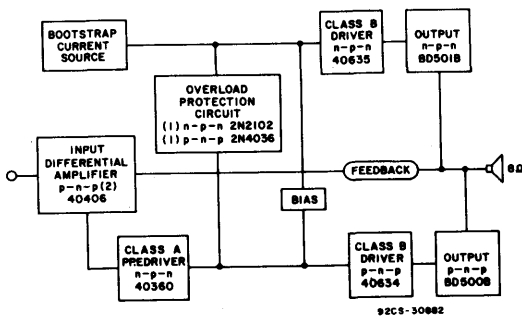 BOOTSTRAP
CURRENT
SOURCE
CLASS B
DRIVER
n-p-n
40635
OUTPUT
n-p-n
BD501B
OVERLOAD
PROTECTION
CIRCUIT
(1) n-p-n 2N2102
(1) p-n-p 2N4036
INPUT
DIFFERENTIAL
AMPLIFIER
p-n-p(2)
40406
FEEDBACK
8Ω
BIAS
CLASS A
PREDRIVER
n-p-n
40360
CLASS B
DRIVER
p-n-p
40634
OUTPUT
p-n-p
BD500B
92CS-30882